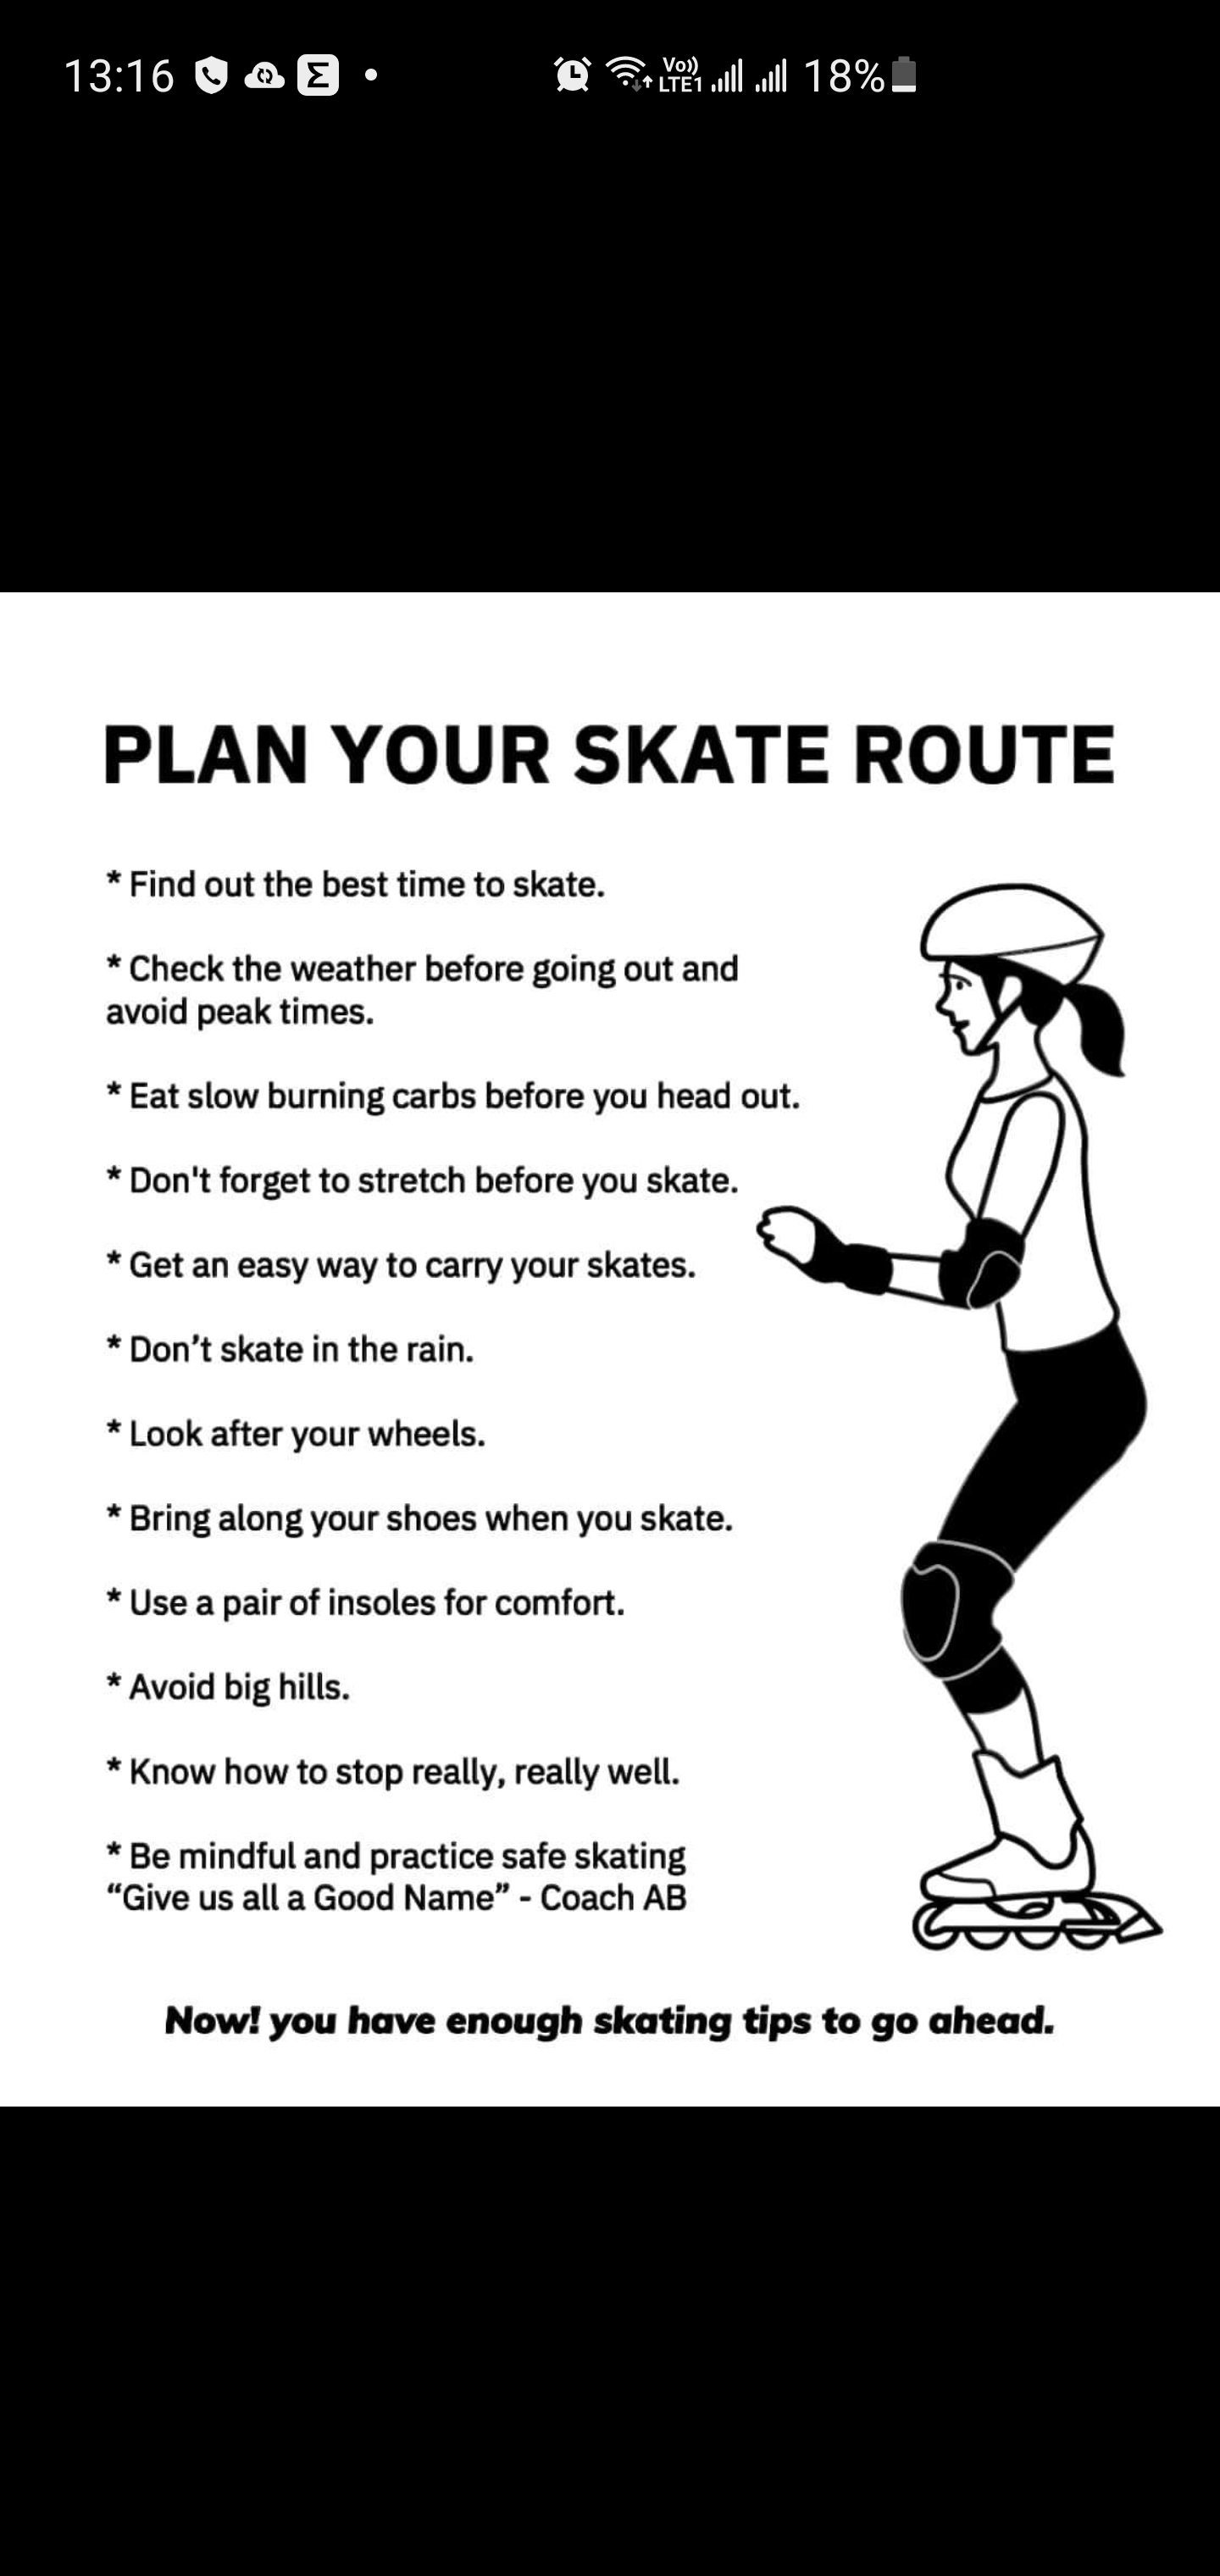 13:16 Vo)) LTE1 18%
PLAN YOUR SKATE ROUTE
* Find out the best time to skate.
* Check the weather before going out and
avoid peak times.
* Eat slow burning carbs before you head out.
* Don't forget to stretch before you skate.
* Get an easy way to carry your skates.
* Don’t skate in the rain.
* Look after your wheels.
* Bring along your shoes when you skate.
* Use a pair of insoles for comfort.
* Avoid big hills.
* Know how to stop really, really well.
* Be mindful and practice safe skating
“Give us all a Good Name” - Coach AB
Now! you have enough skating tips to go ahead.